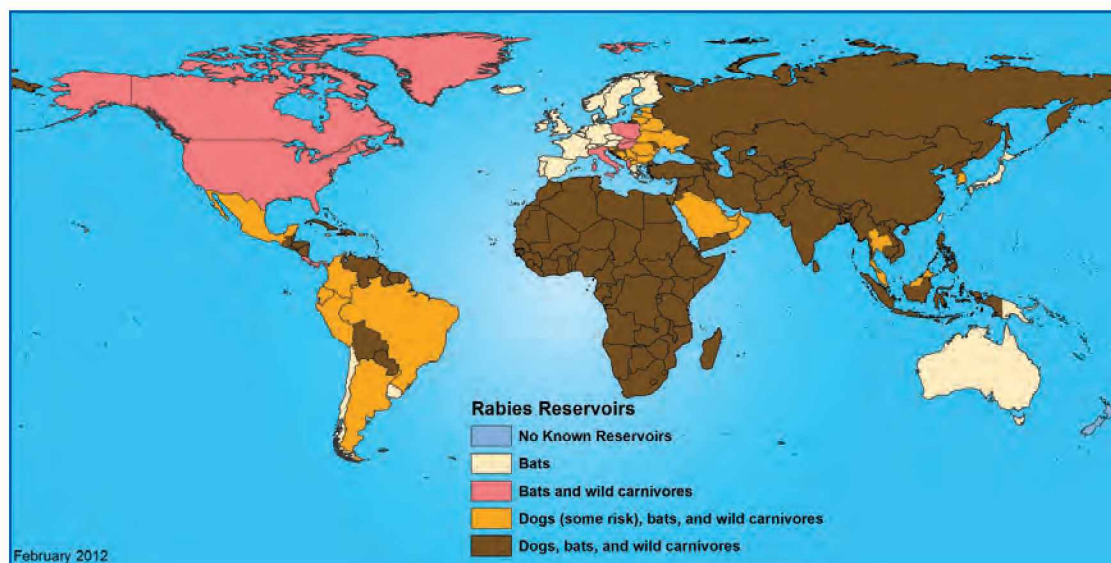 Rabies Reservoirs
No Known Reservoirs
Bats
Bats and wild carnivores
Dogs (some risk), bats, and wild carnivores
Dogs, bats, and wild carnivores
February 2012